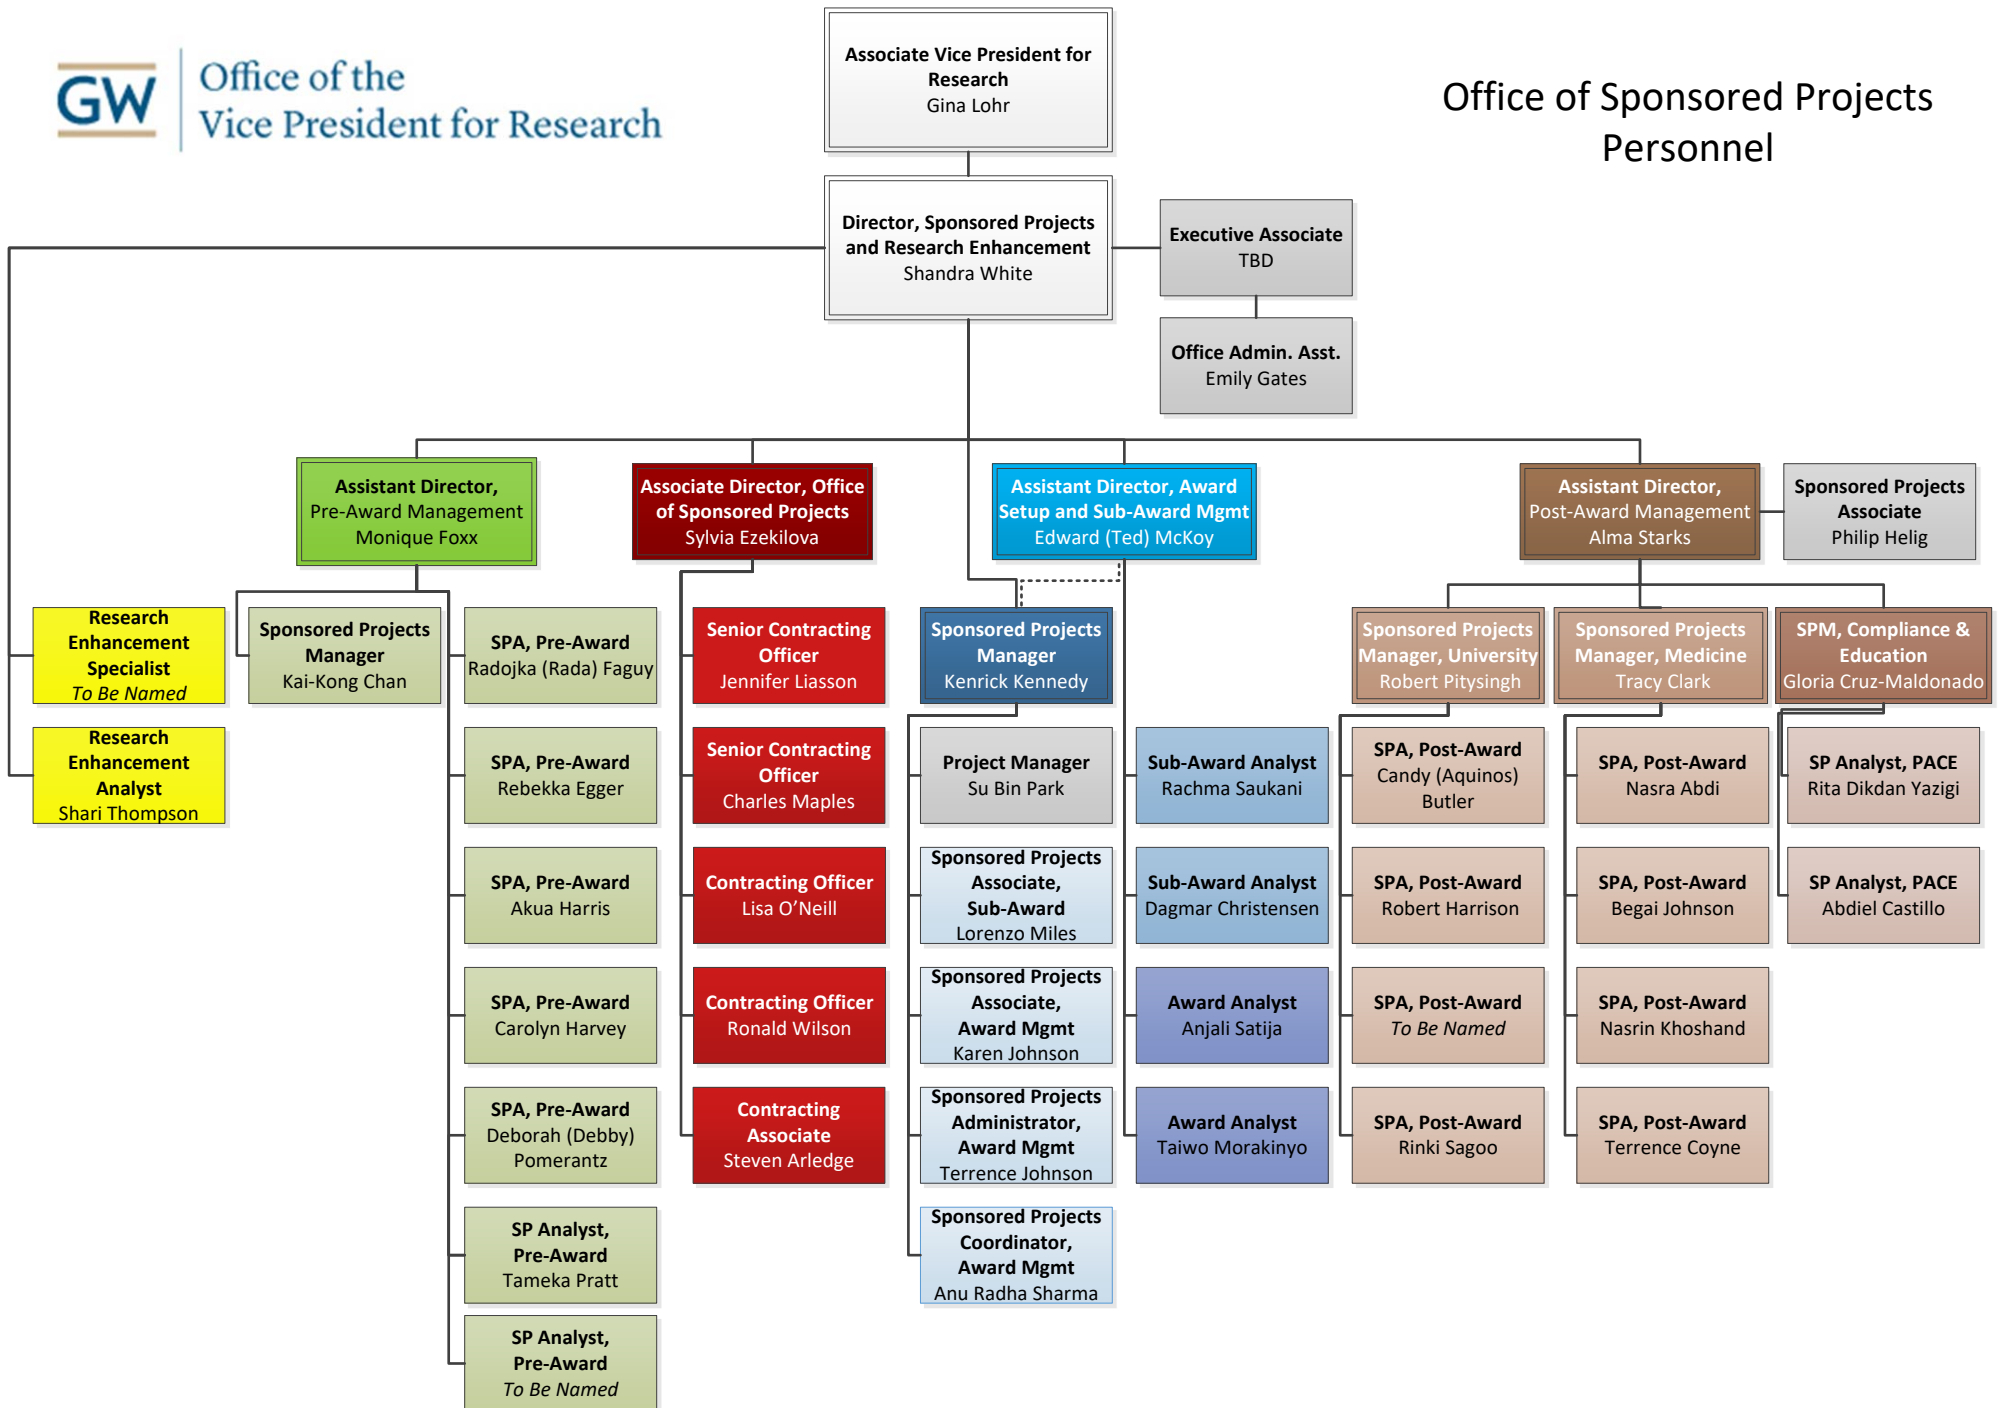 GW
Office of the
Vice President for Research
Office of Sponsored Projects
Personnel
Associate Vice President for
Research
Gina Lohr
Director, Sponsored Projects
and Research Enhancement
Shandra White
Executive Associate
TBD
Office Admin. Asst.
Emily Gates
Assistant Director,
Pre-Award Management
Monique Foxx
Associate Director, Office
of Sponsored Projects
Sylvia Ezekilova
Assistant Director, Award
Setup and Sub-Award Mgmt
Edward (Ted) McKoy
Assistant Director,
Post-Award Management
Alma Starks
Sponsored Projects
Associate
Philip Helig
Research
Enhancement
Specialist
To Be Named
Research
Enhancement
Analyst
Shari Thompson
Sponsored Projects
Manager
Kai-Kong Chan
SPA, Pre-Award
Radojka (Rada) Faguy
SPA, Pre-Award
Rebekka Egger
SPA, Pre-Award
Akua Harris
SPA, Pre-Award
Carolyn Harvey
SPA, Pre-Award
Deborah (Debby)
Pomerantz
SP Analyst,
Pre-Award
Tameka Pratt
SP Analyst,
Pre-Award
To Be Named
Senior Contracting
Officer
Jennifer Liasson
Senior Contracting
Officer
Charles Maples
Contracting Officer
Lisa O’Neill
Contracting Officer
Ronald Wilson
Contracting
Associate
Steven Arledge
Sponsored Projects
Manager
Kenrick Kennedy
Project Manager
Su Bin Park
Sponsored Projects
Associate,
Sub-Award
Lorenzo Miles
Sponsored Projects
Associate,
Award Mgmt
Karen Johnson
Sponsored Projects
Administrator,
Award Mgmt
Terrence Johnson
Sponsored Projects
Coordinator,
Award Mgmt
Anu Radha Sharma
Sub-Award Analyst
Rachma Saukani
Sub-Award Analyst
Dagmar Christensen
Award Analyst
Anjali Satija
Award Analyst
Taiwo Morakinyo
Sponsored Projects
Manager, University
Robert Pitysingh
SPA, Post-Award
Candy (Aquinos)
Butler
SPA, Post-Award
Robert Harrison
SPA, Post-Award
To Be Named
SPA, Post-Award
Rinki Sagoo
Sponsored Projects
Manager, Medicine
Tracy Clark
SPA, Post-Award
Nasra Abdi
SPA, Post-Award
Begai Johnson
SPA, Post-Award
Nasrin Khoshand
SPA, Post-Award
Terrence Coyne
SPM, Compliance &
Education
Gloria Cruz-Maldonado
SP Analyst, PACE
Rita Dikdan Yazigi
SP Analyst, PACE
Abdiel Castillo